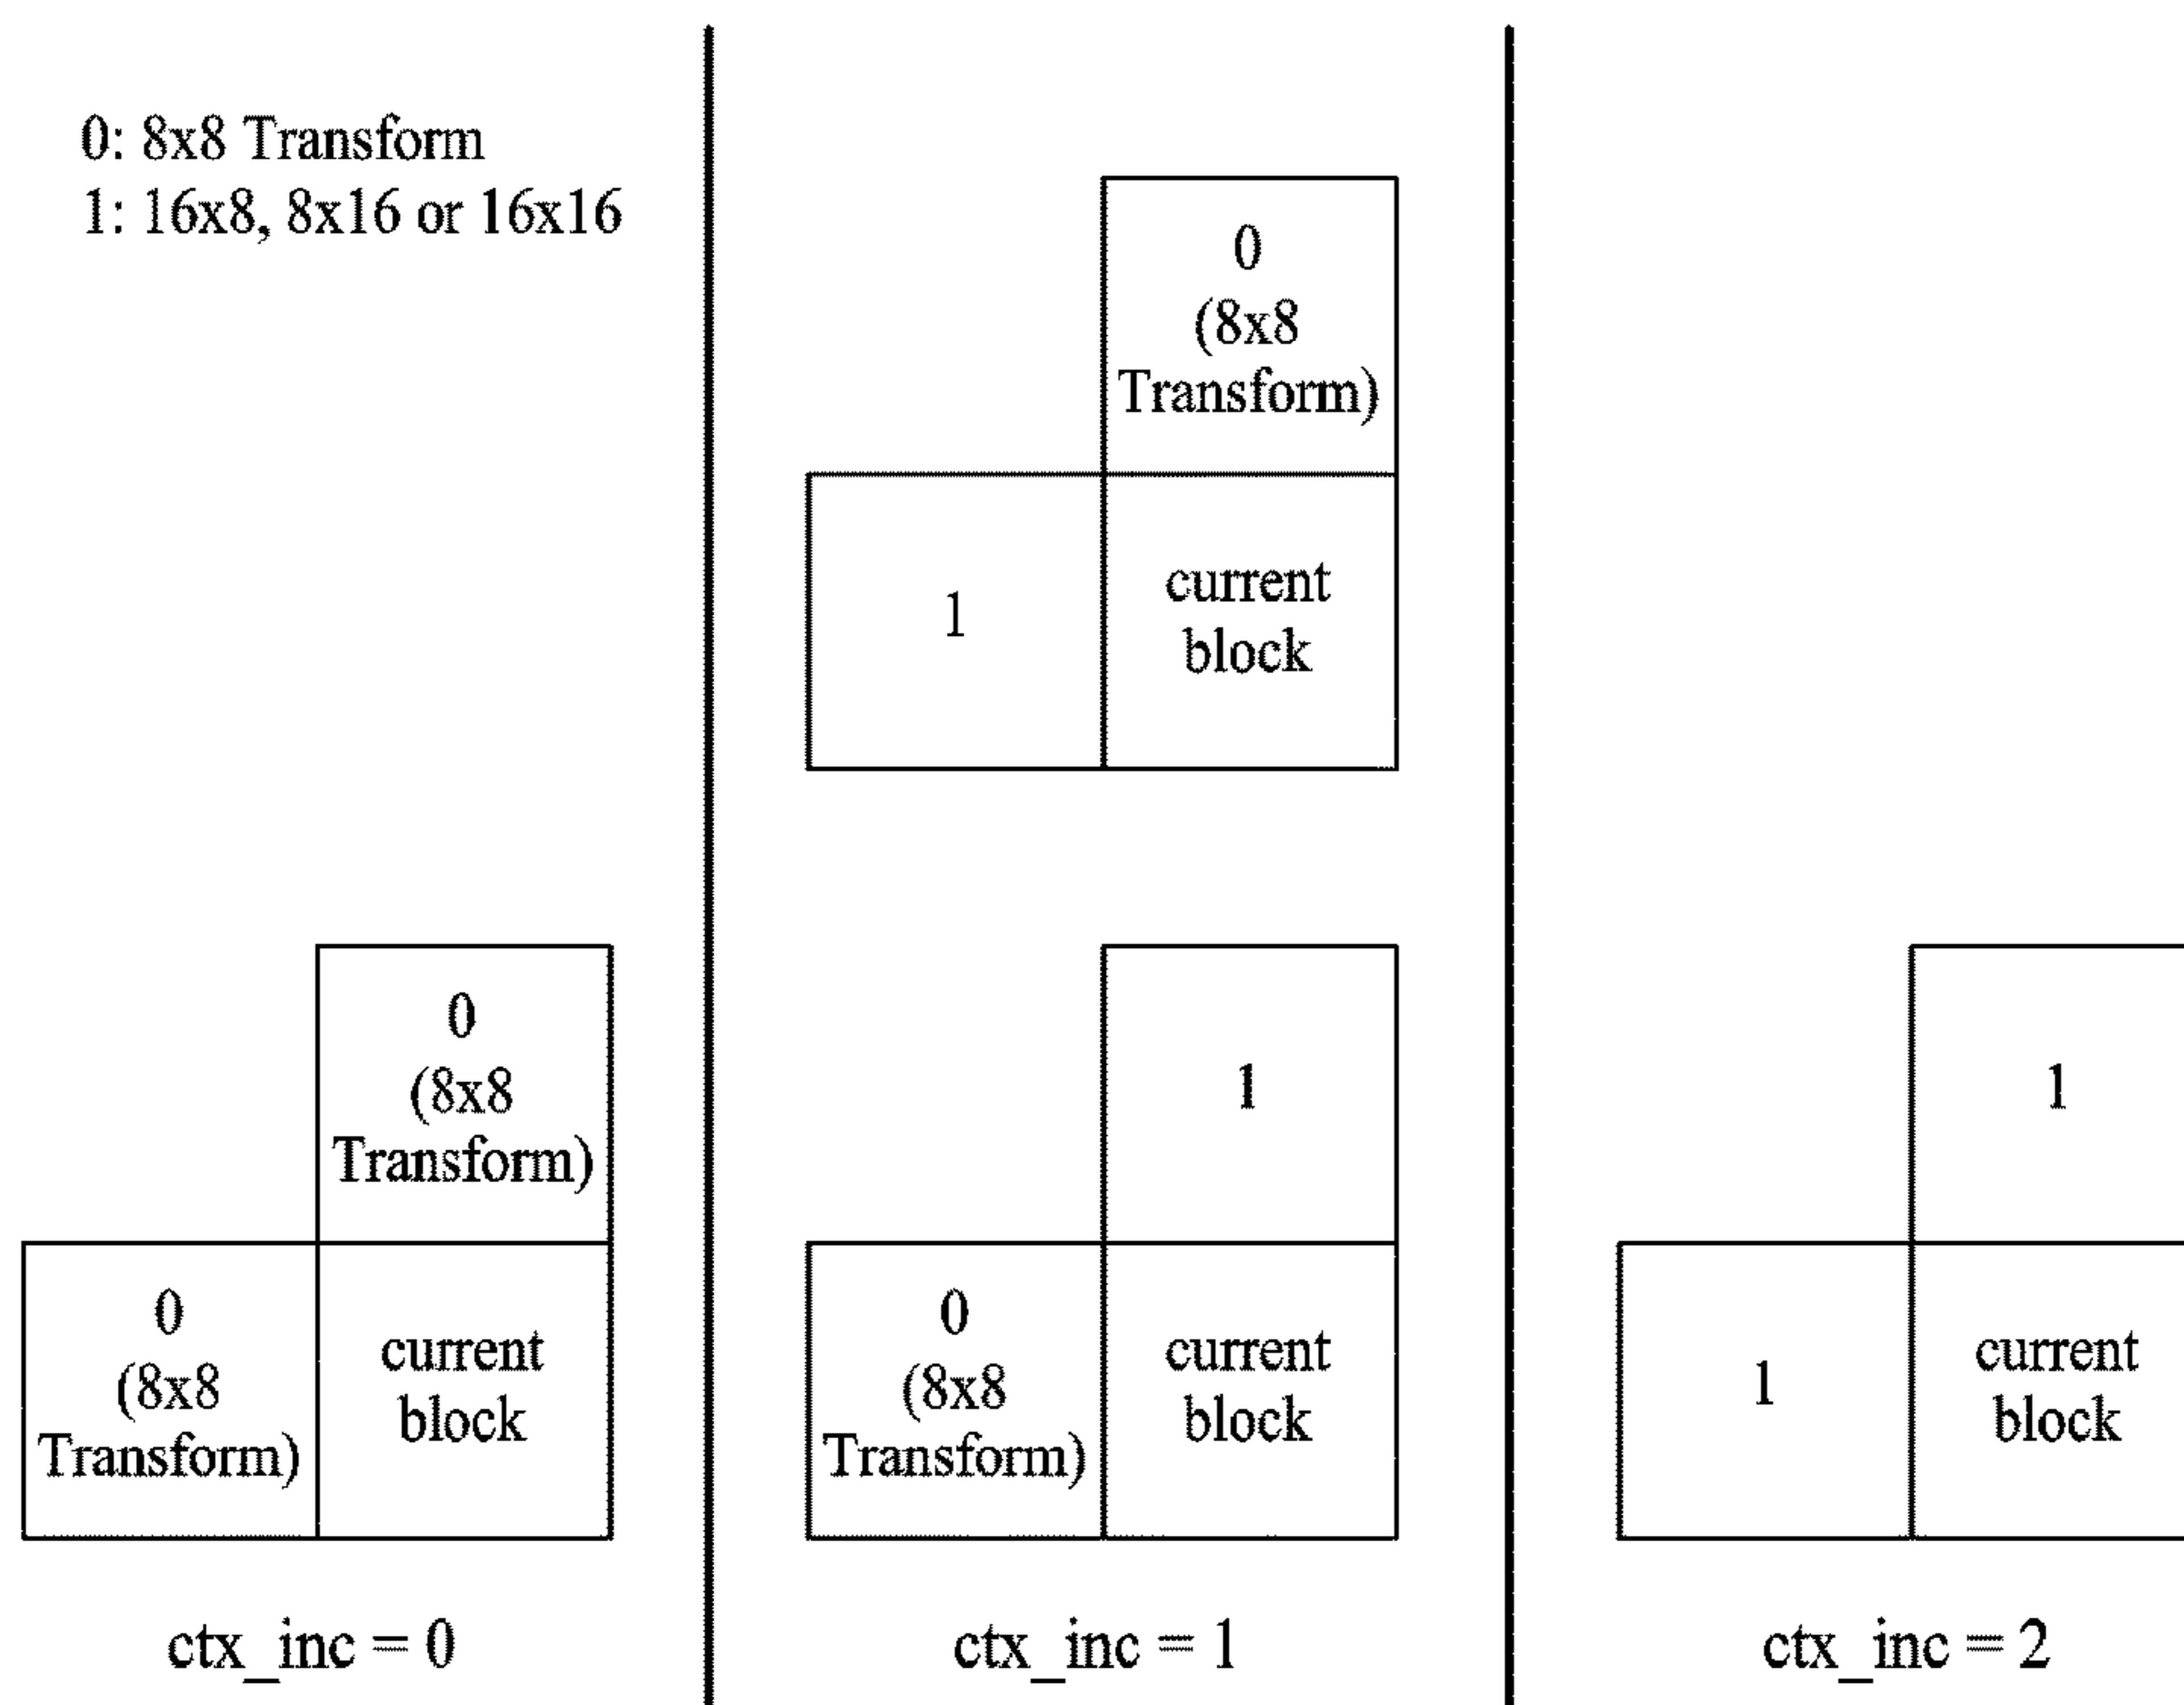 0: 8x8 Transform
1: 16x8, 8x16 or 16x16
0
(8x8
Transform)
0
(8x8
Transform)
current
block
ctx_inc = 0
0
(8x8
Transform)
1
current
block
1
0
(8x8
Transform)
current
block
ctx_inc = 1
1
1
current
block
ctx_inc = 2